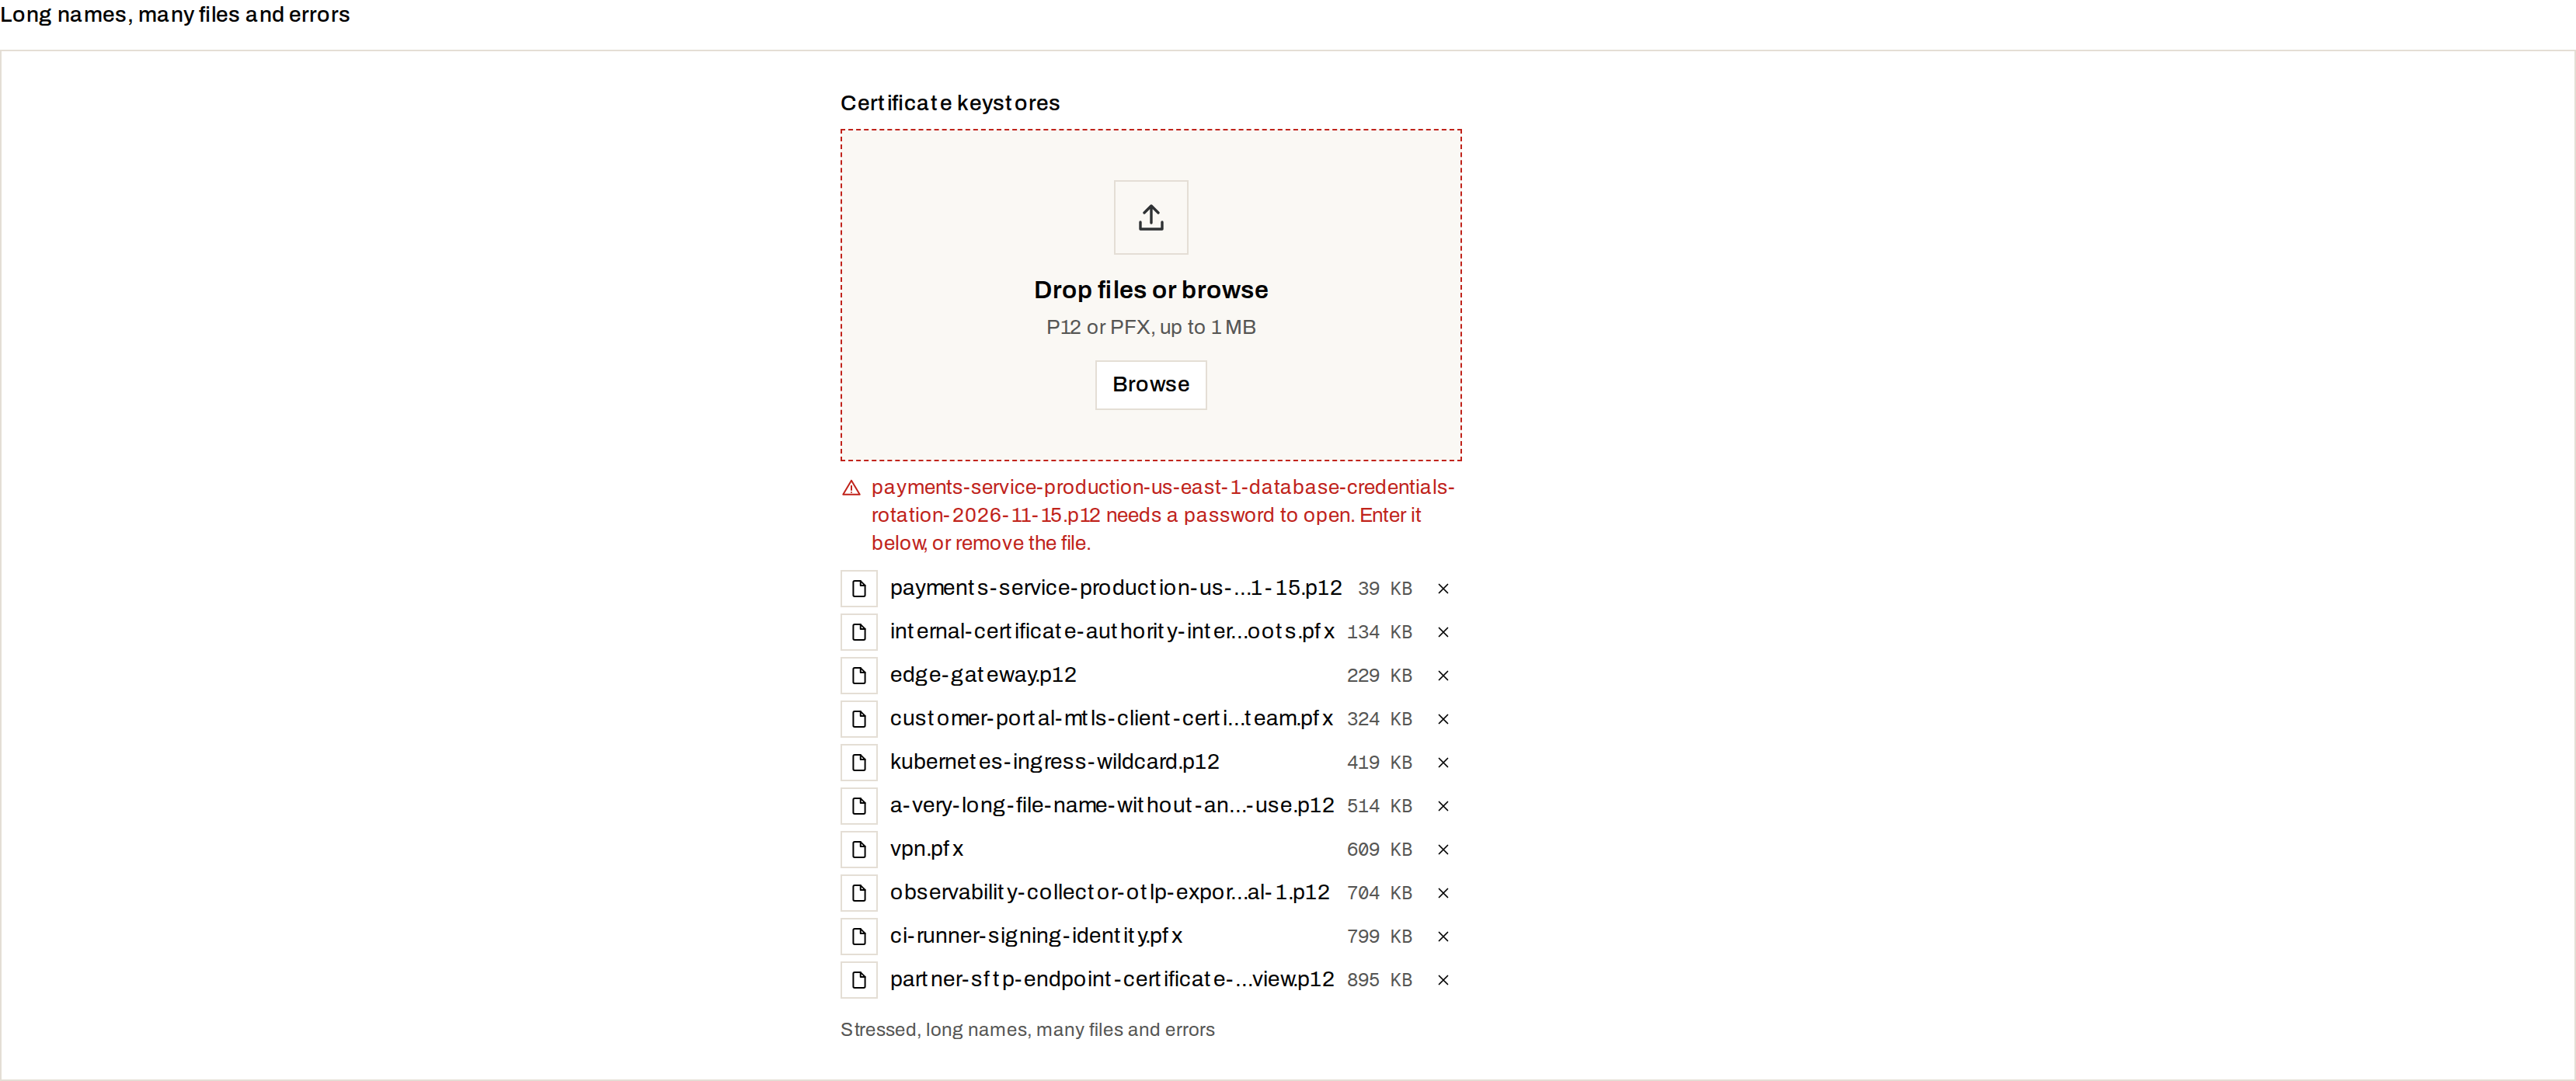 Long names, many files and errors
Certificate keystores
Drop files or browse
P12 or PFX, up to 1 MB
Browse
payments-service-production-us-east-1-database-credentials-
rotation-2026-11-15.p12 needs a password to open. Enter it
below, or remove the file.
payments-service-production-us-...1-15.p12 39 KB
internal-certificate-authority-inter...oots.pfx 134 KB
edge-gateway.p12 229 KB
customer-portal-mtls-client-certi...team.pfx 324 KB
kubernetes-ingress-wildcard.p12 419 KB
a-very-long-file-name-without-an...-use.p12 514 KB
vpn.pfx 609 KB
observability-collector-otlp-expor...al-1.p12 704 KB
ci-runner-signing-identity.pfx 799 KB
partner-sftp-endpoint-certificate-...view.p12 895 KB
Stressed, long names, many files and errors